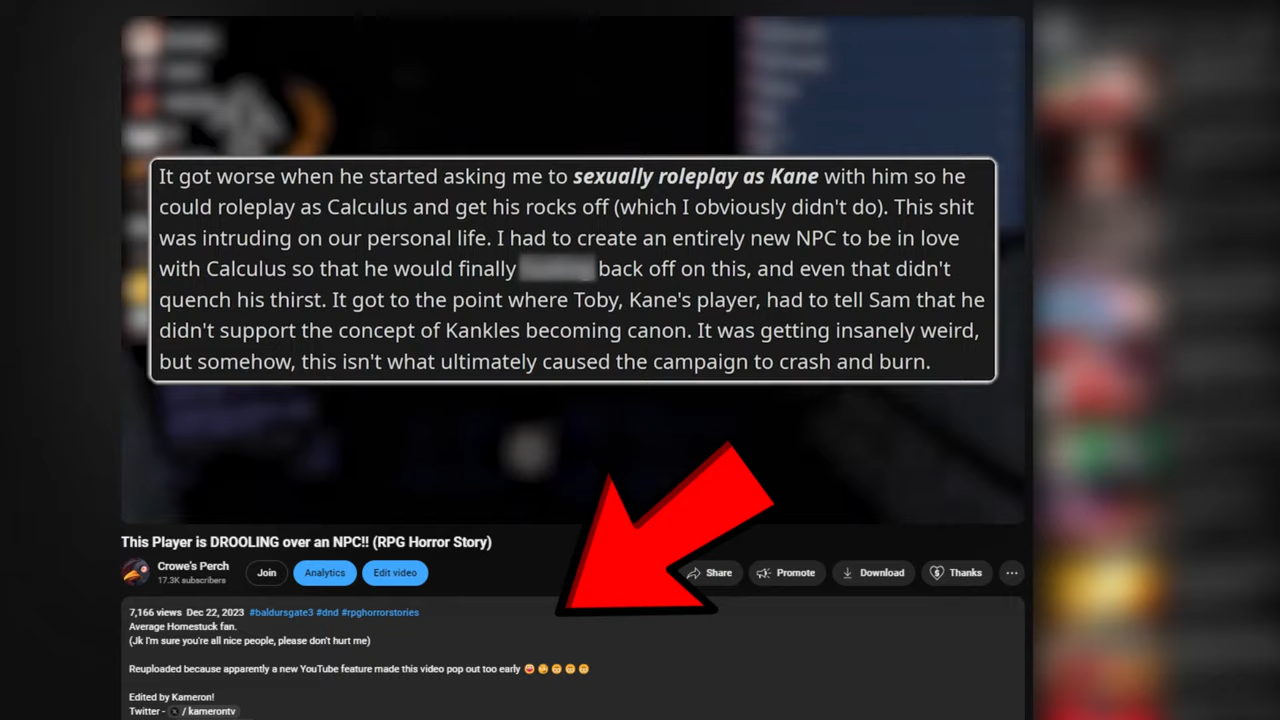 It got worse when he started asking me to sexually roleplay as Kane with him so he
could roleplay as Calculus and get his rocks off (which I obviously didn't do). This shit
was intruding on our personal life. I had to create an entirely new NPC to be in love
with Calculus so that he would finally back off on this, and even that didn't
quench his thirst. It got to the point where Toby, Kane's player, had to tell Sam that he
didn't support the concept of Kankles becoming canon. It was getting insanely weird,
but somehow, this isn't what ultimately caused the campaign to crash and burn.
This Player is DROOLING over an NPC!! (RPG Horror Story)
Crowe's Perch
17.3K subscribers
Join
Analytics
Edit video
Share
Promote
Download
Thanks
7,166 views Dec 22, 2023 #baldursgate3 #dnd #rpghorrorstories
Average Homestuck fan.
(Jk I'm sure you're all nice people, please don't hurt me)
Reuploaded because apparently a new YouTube feature made this video pop out too early
Edited by Kameron!
Twitter - / kamerontv